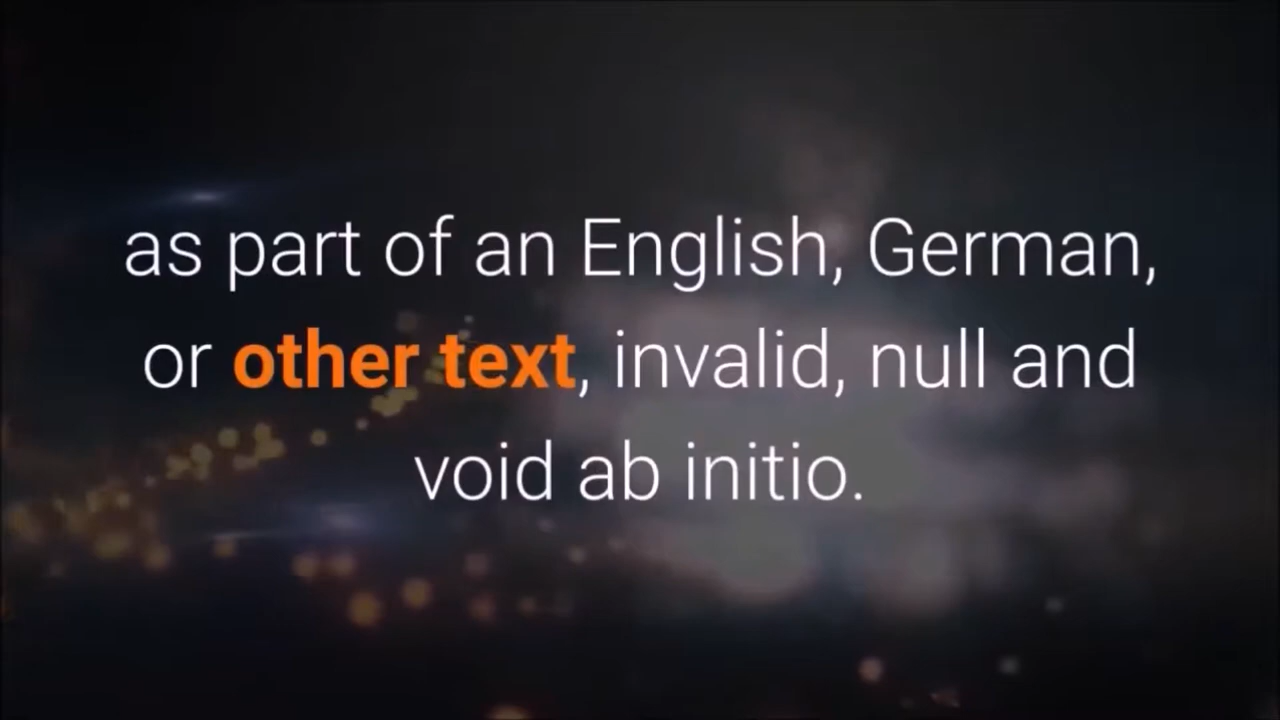 as part of an English, German,
or other text, invalid, null and
void ab initio.